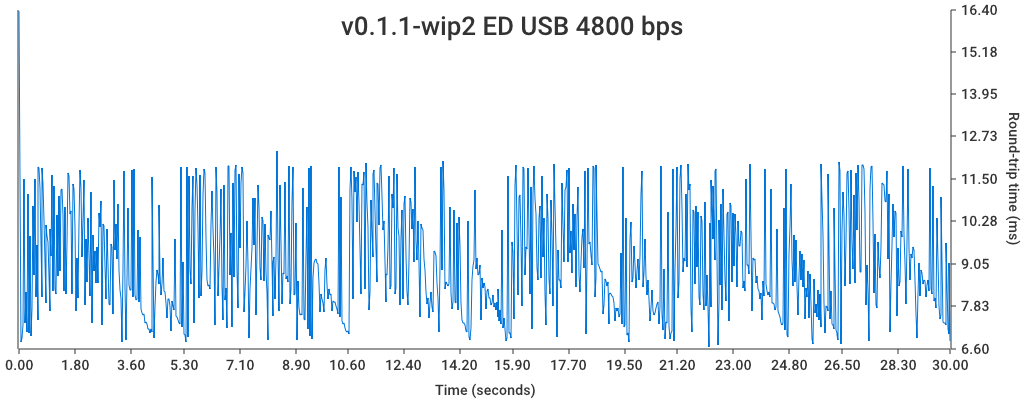 v0.1.1-wip2 ED USB 4800 bps
16.40
15.18
13.95
12.73
11.50
10.28
9.05
7.83
6.60
Round-trip time (ms)
0.00 1.80 3.60 5.30 7.10 8.90 10.60 12.40 14.20 15.90 17.70 19.50 21.20 23.00 24.80 26.50 28.30 30.00
Time (seconds)